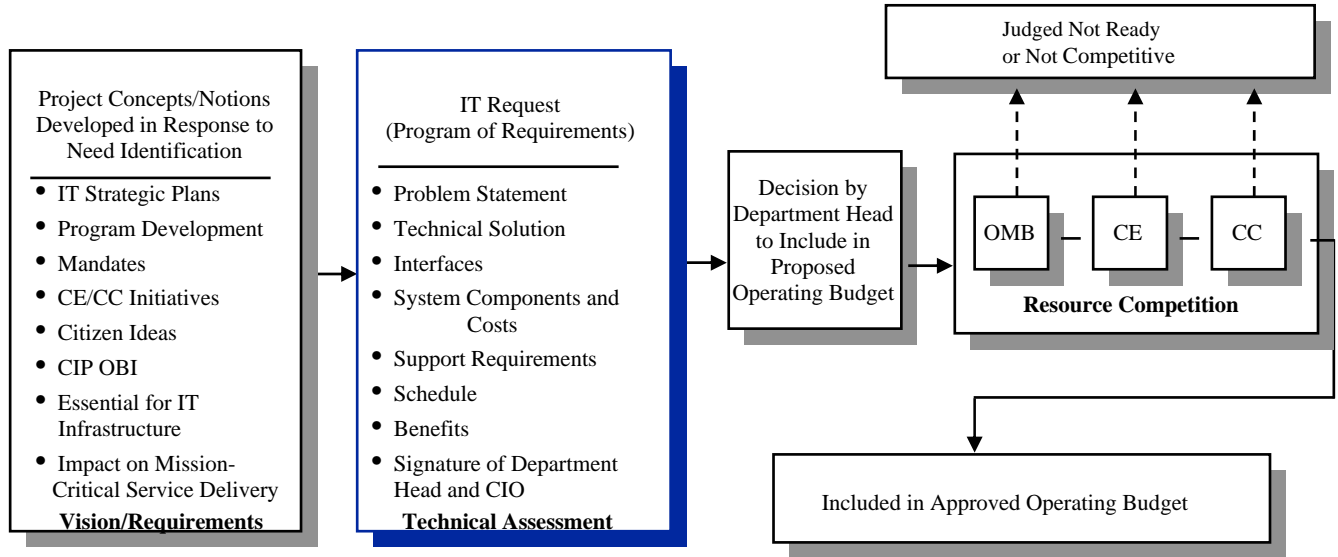 Project Concepts/Notions
Developed in Response to
Need Identification
• IT Strategic Plans
• Program Development
• Mandates
• CE/CC Initiatives
• Citizen Ideas
• CIP OBI
• Essential for IT
Infrastructure
• Impact on Mission-
Critical Service Delivery
Vision/Requirements
IT Request
(Program of Requirements)
• Problem Statement
• Technical Solution
• Interfaces
• System Components and
Costs
• Support Requirements
• Schedule
• Benefits
• Signature of Department
Head and CIO
Technical Assessment
Decision by
Department Head
to Include in
Proposed
Operating Budget
Judged Not Ready
or Not Competitive
OMB
CE
CC
Resource Competition
Included in Approved Operating Budget